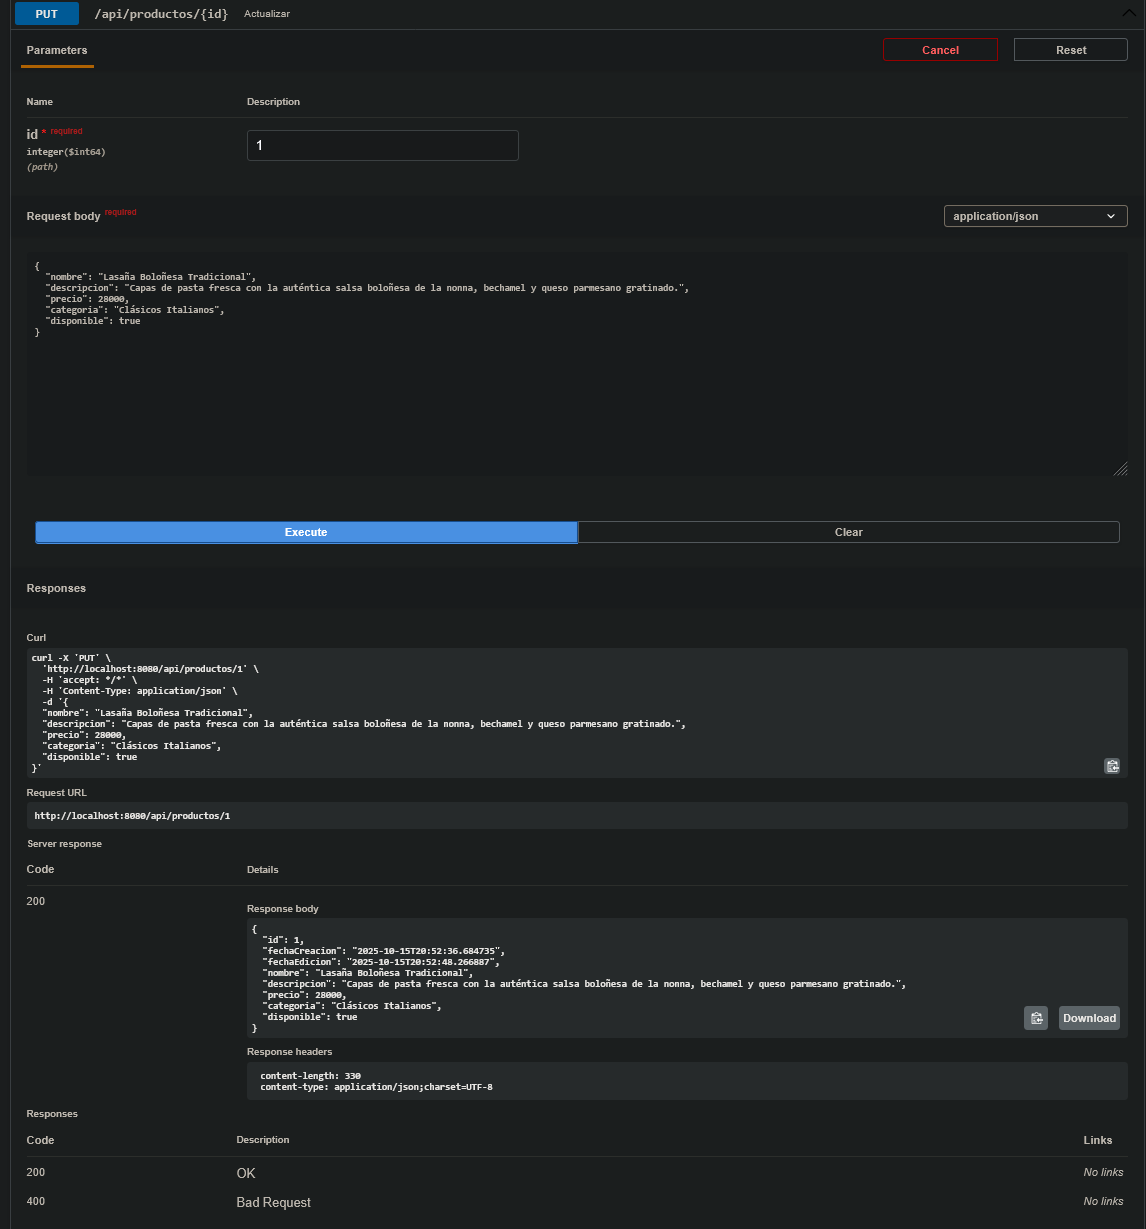 PUT /api/productos/{id} Actualizar
Parameters
Cancel
Reset
Name Description
id * required
integer($int64)
(path)
1
Request body required
application/json
{
  "nombre": "Lasaña Boloñesa Tradicional",
  "descripcion": "Capas de pasta fresca con la auténtica salsa boloñesa de la nonna, bechamel y queso parmesano gratinado.",
  "precio": 28000,
  "categoria": "Clásicos Italianos",
  "disponible": true
}
Execute
Clear
Responses
Curl
curl -X 'PUT' \
  'http://localhost:8080/api/productos/1' \
  -H 'accept: */*' \
  -H 'Content-Type: application/json' \
  -d '{
  "nombre": "Lasaña Boloñesa Tradicional",
  "descripcion": "Capas de pasta fresca con la auténtica salsa boloñesa de la nonna, bechamel y queso parmesano gratinado.",
  "precio": 28000,
  "categoria": "Clásicos Italianos",
  "disponible": true
}'
Request URL
http://localhost:8080/api/productos/1
Server response
Code Details
200
Response body
{
  "id": 1,
  "fechaCreacion": "2025-10-15T20:52:36.684735",
  "fechaEdicion": "2025-10-15T20:52:48.266887",
  "nombre": "Lasaña Boloñesa Tradicional",
  "descripcion": "Capas de pasta fresca con la auténtica salsa boloñesa de la nonna, bechamel y queso parmesano gratinado.",
  "precio": 28000,
  "categoria": "Clásicos Italianos",
  "disponible": true
}
Download
Response headers
content-length: 330
content-type: application/json;charset=UTF-8
Responses
Code Description Links
200 OK No links
400 Bad Request No links